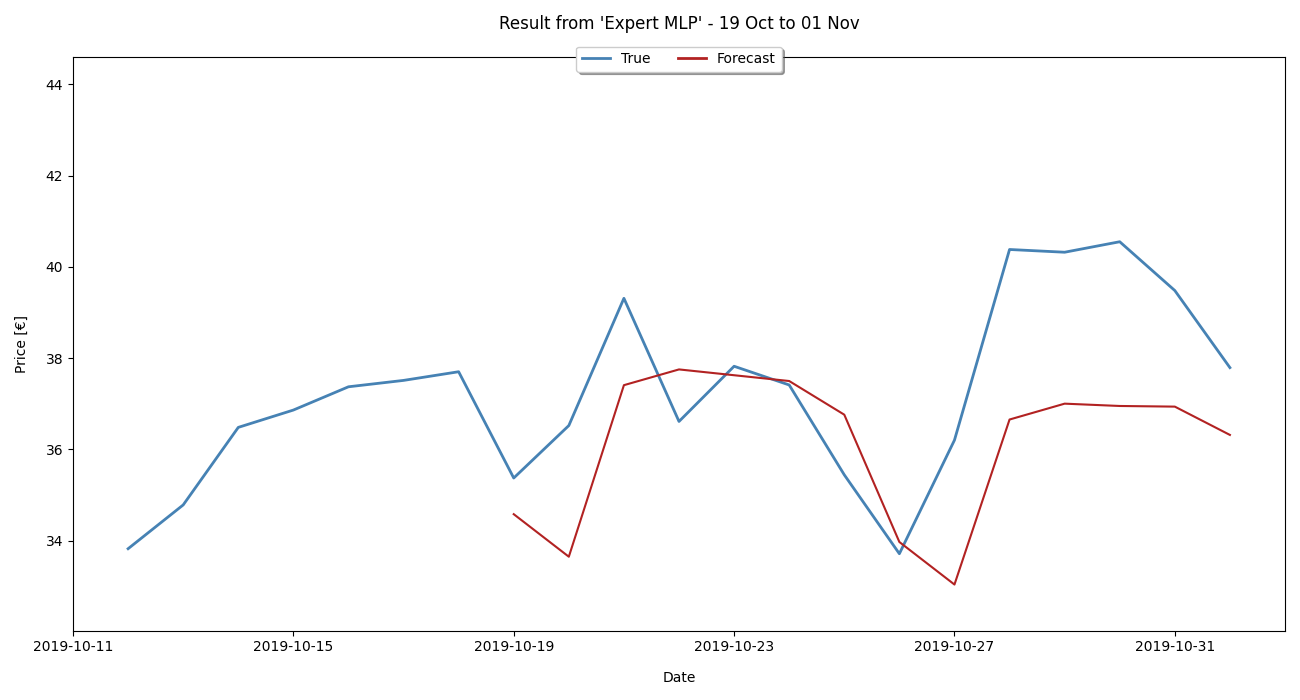 Result from 'Expert MLP' - 19 Oct to 01 Nov
True Forecast
44
42
40
38
36
34
Price [€]
2019-10-11 2019-10-15 2019-10-19 2019-10-23 2019-10-27 2019-10-31
Date